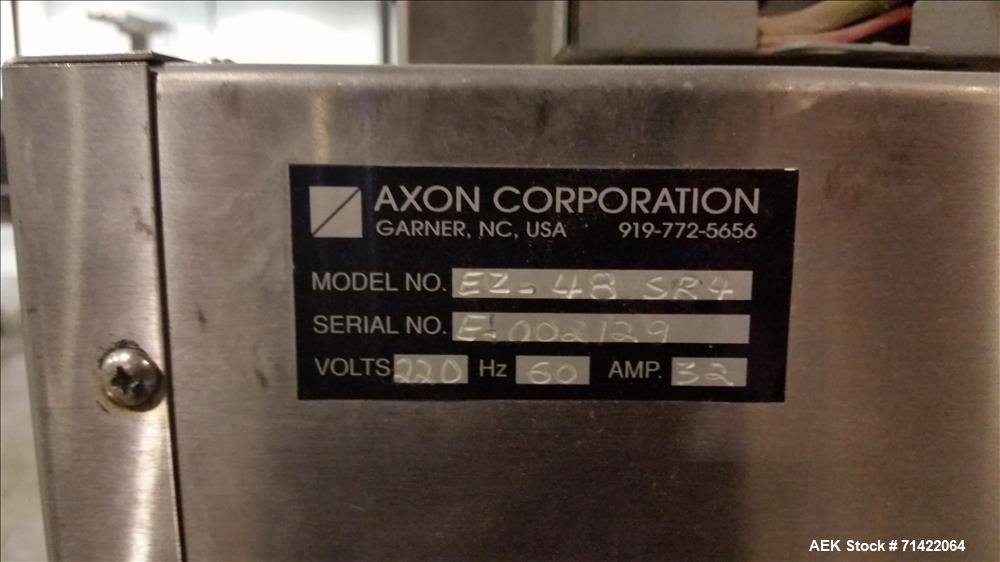 AXON CORPORATION
GARNER, NC, USA 919-772-5656
MODEL NO. EZ-48 SR4
SERIAL NO. E-002129
VOLTS 220 Hz 60 AMP. 32
AEK Stock # 71422064